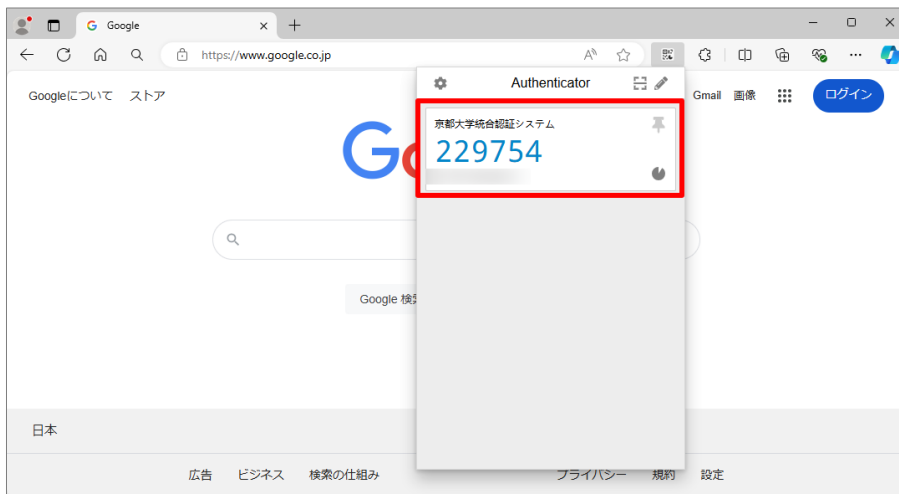 Google
https://www.google.co.jp
Authenticator
Googleについて ストア
Gmail 画像
ログイン
京都大学統合認証システム
229754
Google 検
日本
広告 ビジネス 検索の仕組み
プライバシー 規約 設定